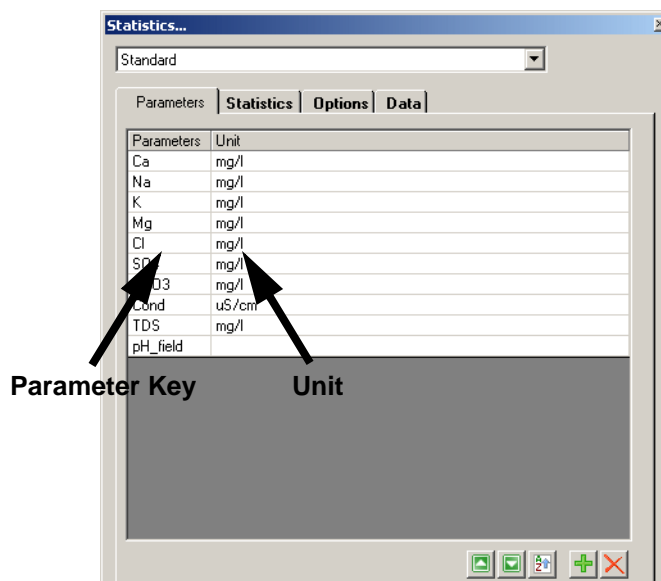 Statistics...
Standard
Parameters Statistics Options Data
Parameters Unit
Ca mg/l
Na mg/l
K mg/l
Mg mg/l
Cl mg/l
mg/l
mg/l
Cond uS/cm
TDS mg/l
pH_field
Parameter Key Unit